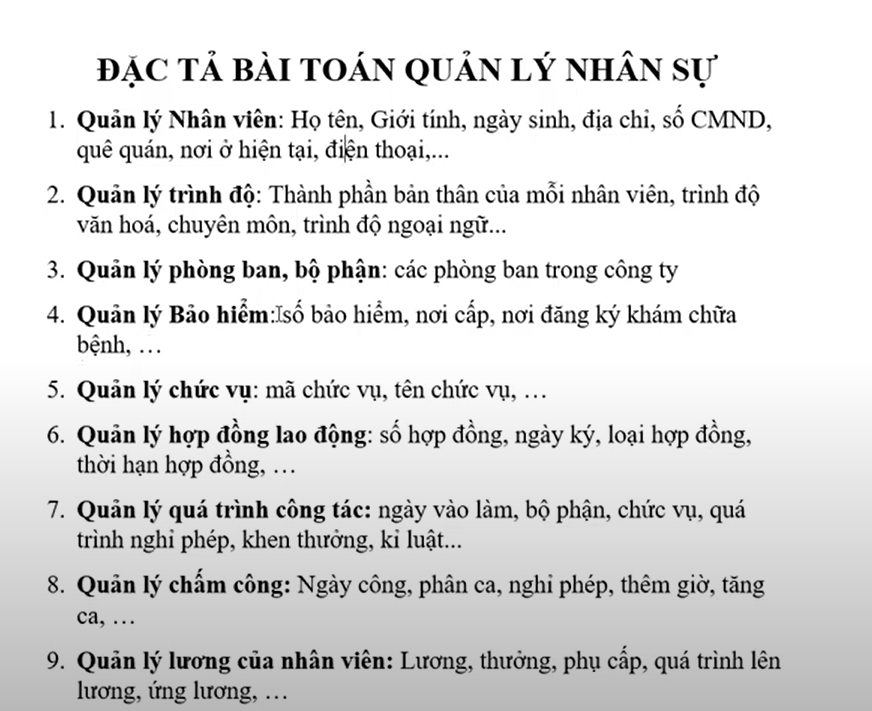 ĐẶC TẢ BÀI TOÁN QUẢN LÝ NHÂN SỰ
1. Quản lý Nhân viên: Họ tên, Giới tính, ngày sinh, địa chỉ, số CMND,
quê quán, nơi ở hiện tại, điện thoại,...
2. Quản lý trình độ: Thành phần bản thân của mỗi nhân viên, trình độ
văn hoá, chuyên môn, trình độ ngoại ngữ...
3. Quản lý phòng ban, bộ phận: các phòng ban trong công ty
4. Quản lý Bảo hiểm: số bảo hiểm, nơi cấp, nơi đăng ký khám chữa
bệnh, …
5. Quản lý chức vụ: mã chức vụ, tên chức vụ, …
6. Quản lý hợp đồng lao động: số hợp đồng, ngày ký, loại hợp đồng,
thời hạn hợp đồng, …
7. Quản lý quá trình công tác: ngày vào làm, bộ phận, chức vụ, quá
trình nghỉ phép, khen thưởng, kỉ luật...
8. Quản lý chấm công: Ngày công, phân ca, nghỉ phép, thêm giờ, tăng
ca, …
9. Quản lý lương của nhân viên: Lương, thưởng, phụ cấp, quá trình lên
lương, ứng lương, …